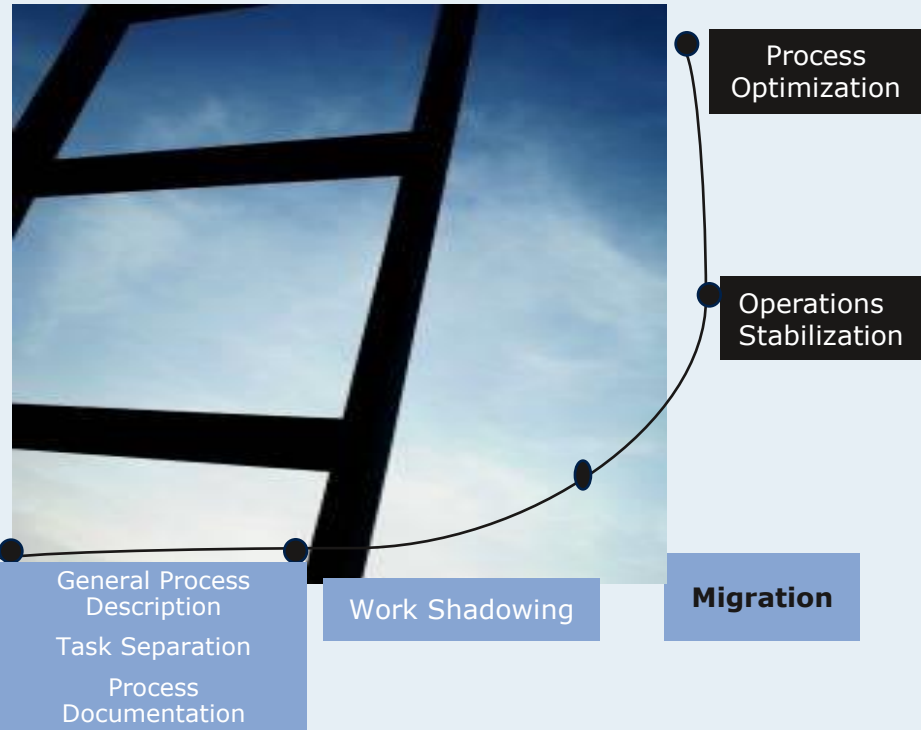 Process
Optimization
Operations
Stabilization
General Process
Description
Task Separation
Process
Documentation
Work Shadowing
Migration